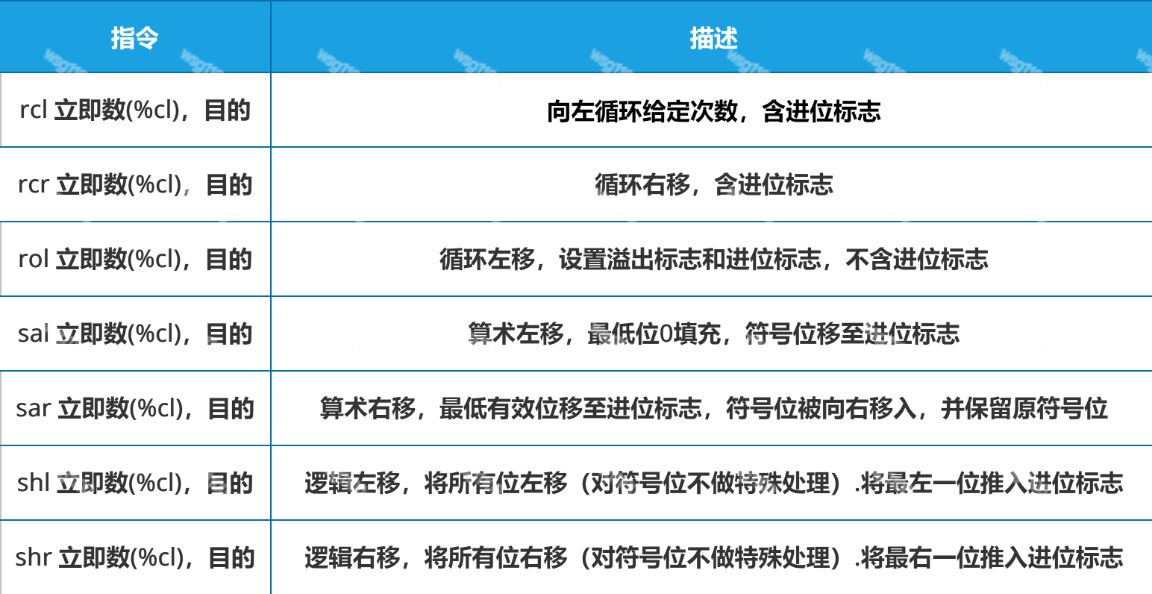 指令 描述
rcl 立即数(%cl)，目的 向左循环给定次数，含进位标志
rcr 立即数(%cl)，目的 循环右移，含进位标志
rol 立即数(%cl)，目的 循环左移，设置溢出标志和进位标志，不含进位标志
sal 立即数(%cl)，目的 算术左移，最低位0填充，符号位移至进位标志
sar 立即数(%cl)，目的 算术右移，最低有效位移至进位标志，符号位被向右移入，并保留原符号位
shl 立即数(%cl)，目的 逻辑左移，将所有位左移（对符号位不做特殊处理）.将最左一位推入进位标志
shr 立即数(%cl)，目的 逻辑右移，将所有位右移（对符号位不做特殊处理）.将最右一位推入进位标志